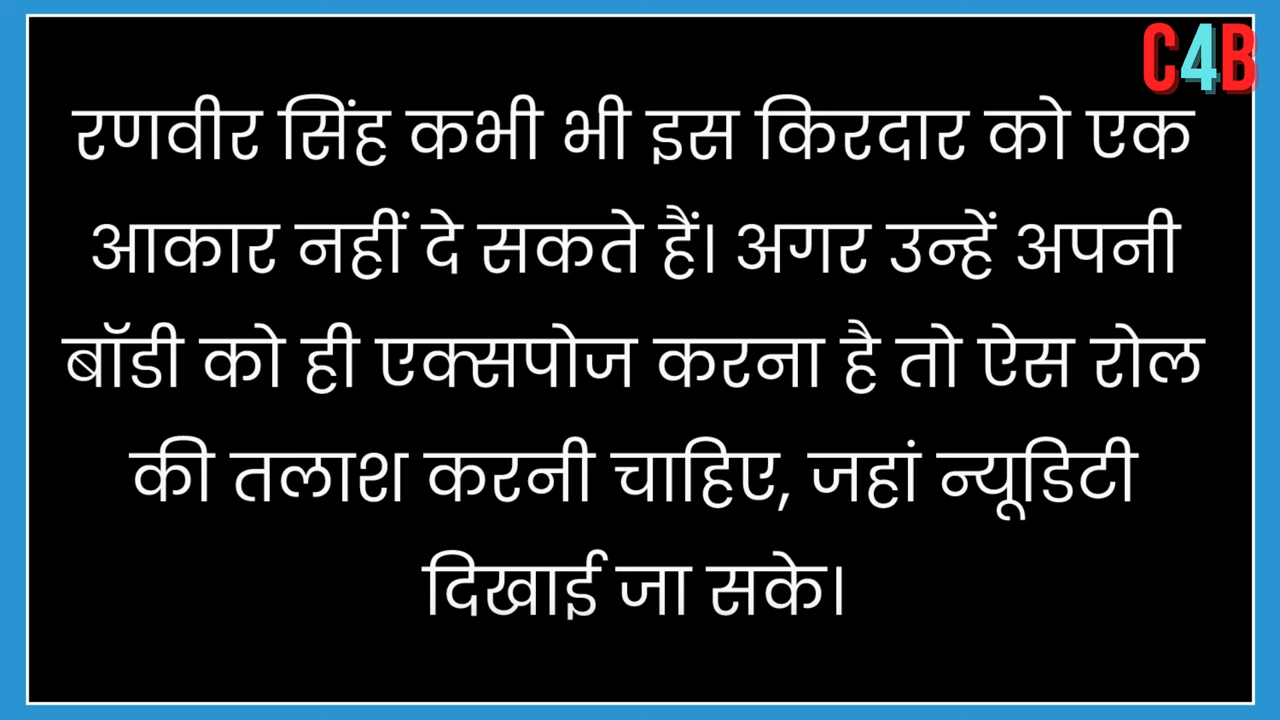 C4B
रणवीर सिंह कभी भी इस किरदार को एक
आकार नहीं दे सकते हैं। अगर उन्हें अपनी
बॉडी को ही एक्सपोज करना है तो ऐस रोल
की तलाश करनी चाहिए, जहां न्यूडिटी
दिखाई जा सके।